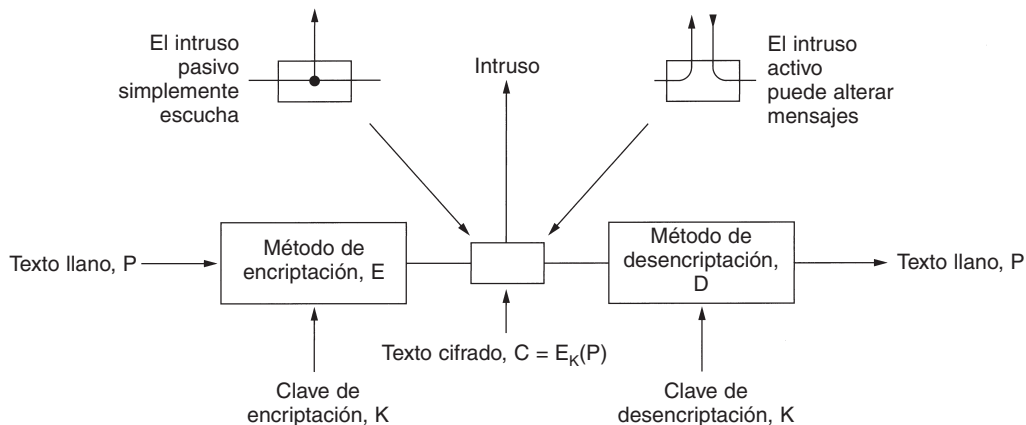 El intruso
pasivo
simplemente
escucha
Intruso
El intruso
activo
puede alterar
mensajes
Texto llano, P
Método de
encriptación, E
Método de
desencriptación,
D
Texto llano, P
Texto cifrado, C = E_K(P)
Clave de
encriptación, K
Clave de
desencriptación, K